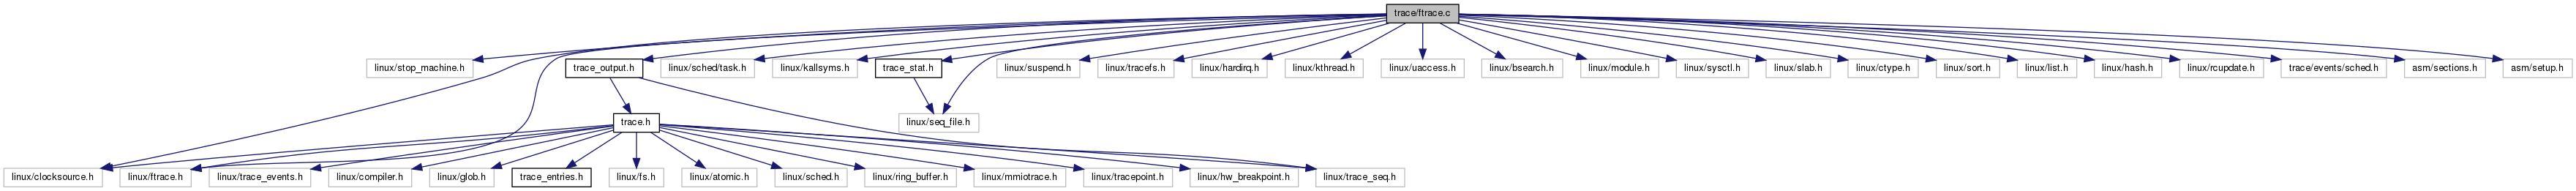 trace/ftrace.c
linux/stop_machine.h
trace_output.h
linux/sched/task.h
linux/kallsyms.h
trace_stat.h
linux/suspend.h
linux/tracefs.h
linux/hardirq.h
linux/kthread.h
linux/uaccess.h
linux/bsearch.h
linux/module.h
linux/sysctl.h
linux/slab.h
linux/ctype.h
linux/sort.h
linux/list.h
linux/hash.h
linux/rcupdate.h
trace/events/sched.h
asm/sections.h
asm/setup.h
trace.h
linux/seq_file.h
linux/clocksource.h
linux/ftrace.h
linux/trace_events.h
linux/compiler.h
linux/glob.h
trace_entries.h
linux/fs.h
linux/atomic.h
linux/sched.h
linux/ring_buffer.h
linux/mmiotrace.h
linux/tracepoint.h
linux/hw_breakpoint.h
linux/trace_seq.h